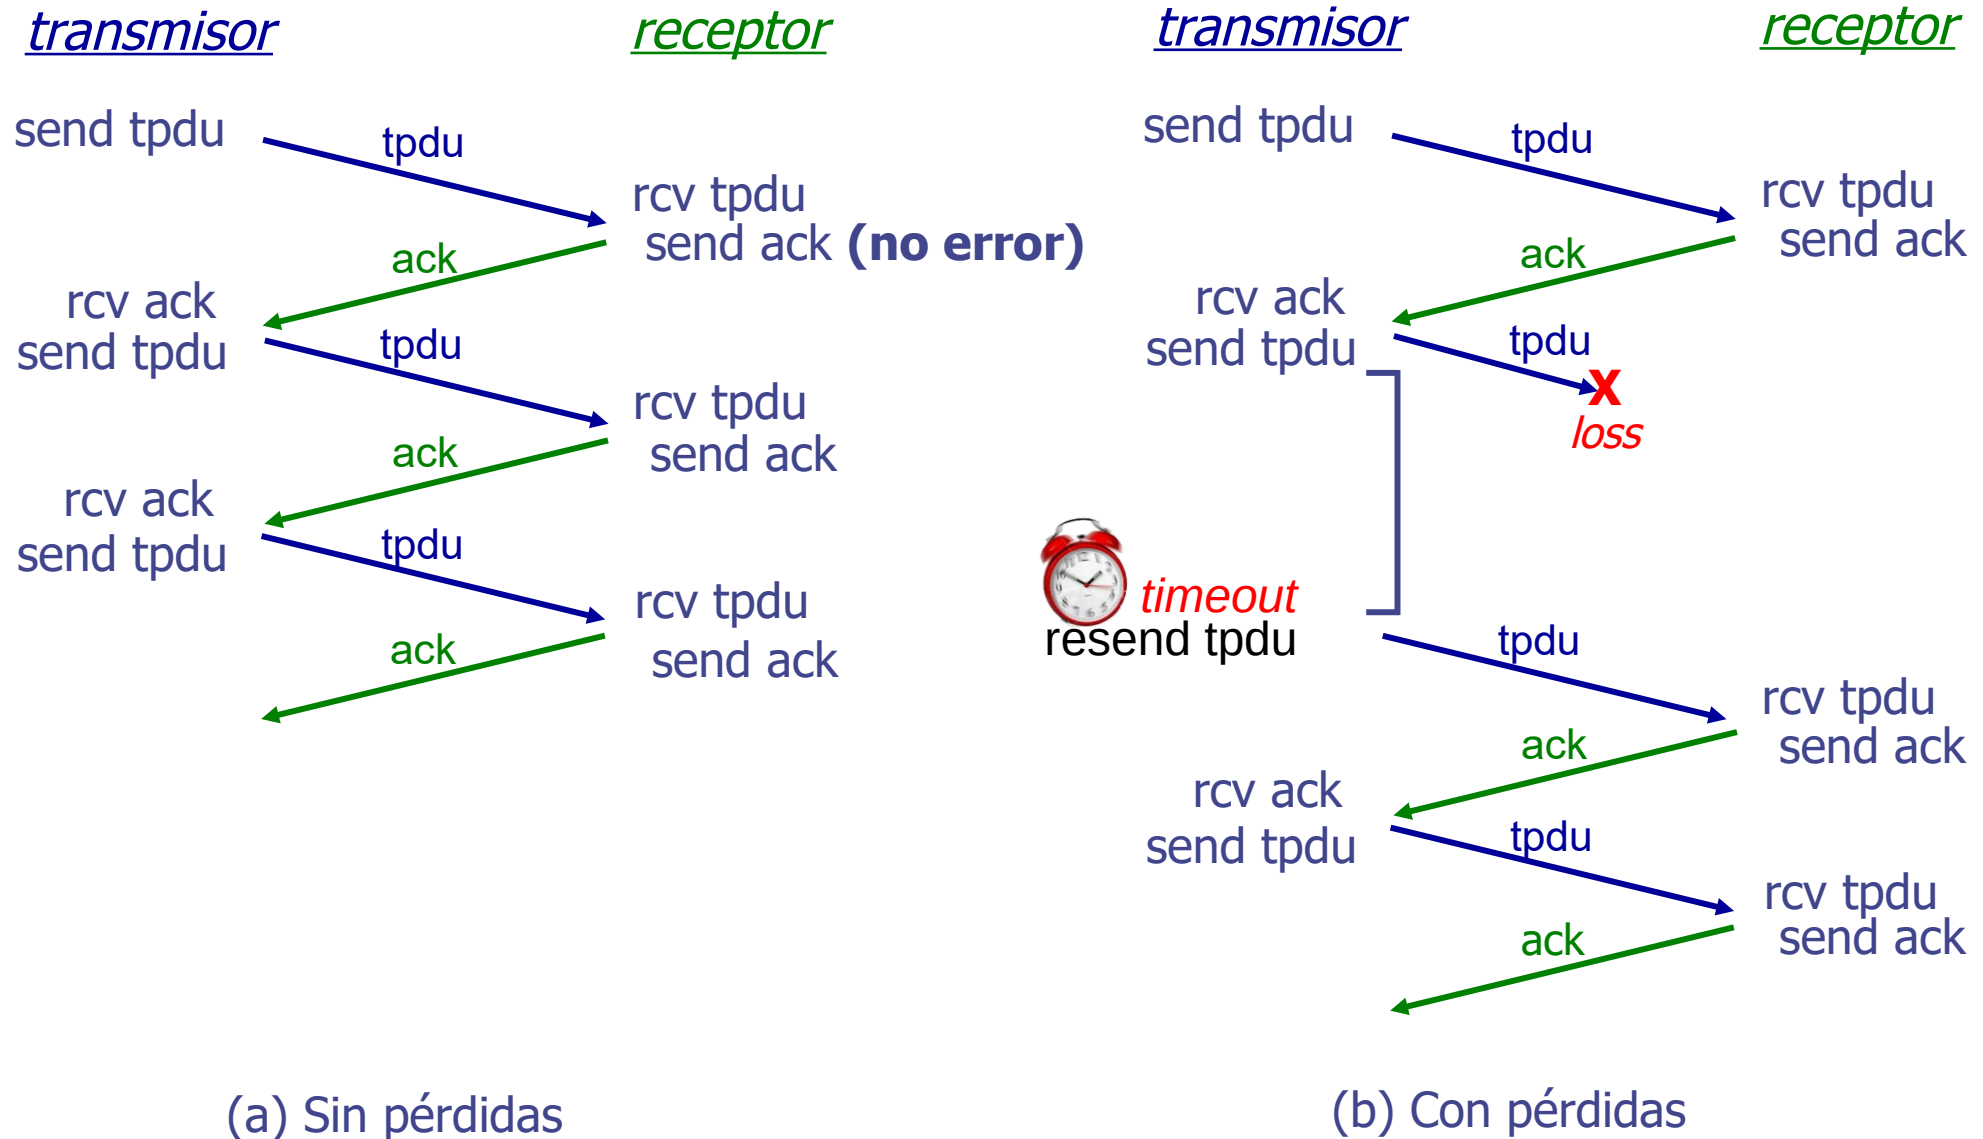 transmisor
receptor
send tpdu
tpdu
rcv tpdu
send ack (no error)
ack
rcv ack
send tpdu
tpdu
rcv tpdu
send ack
ack
rcv ack
send tpdu
tpdu
rcv tpdu
send ack
ack
(a) Sin pérdidas
transmisor
receptor
send tpdu
tpdu
rcv tpdu
send ack
ack
rcv ack
send tpdu
tpdu
X
loss
timeout
resend tpdu
tpdu
rcv tpdu
send ack
ack
rcv ack
send tpdu
tpdu
rcv tpdu
send ack
ack
(b) Con pérdidas